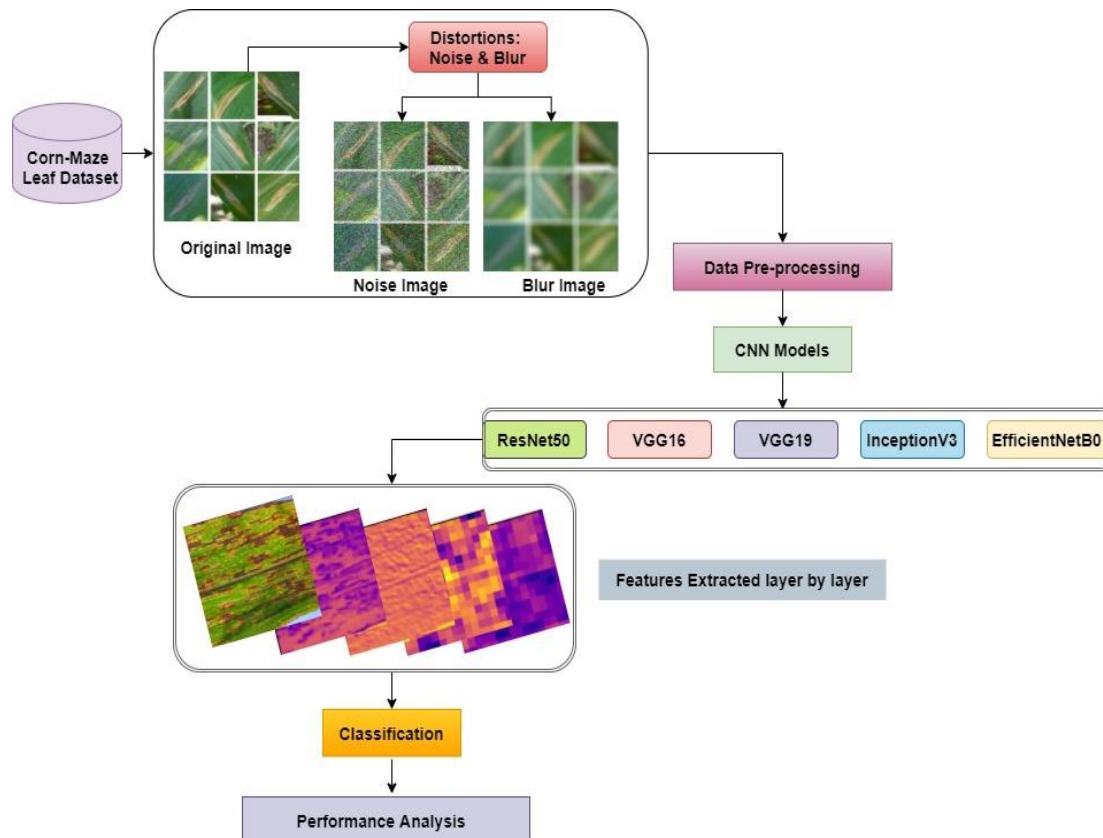 Distortions:
Noise & Blur
Corn-Maze
Leaf Dataset
Original Image
Noise Image
Blur Image
Data Pre-processing
CNN Models
ResNet50
VGG16
VGG19
InceptionV3
EfficientNetB0
Features Extracted layer by layer
Classification
Performance Analysis